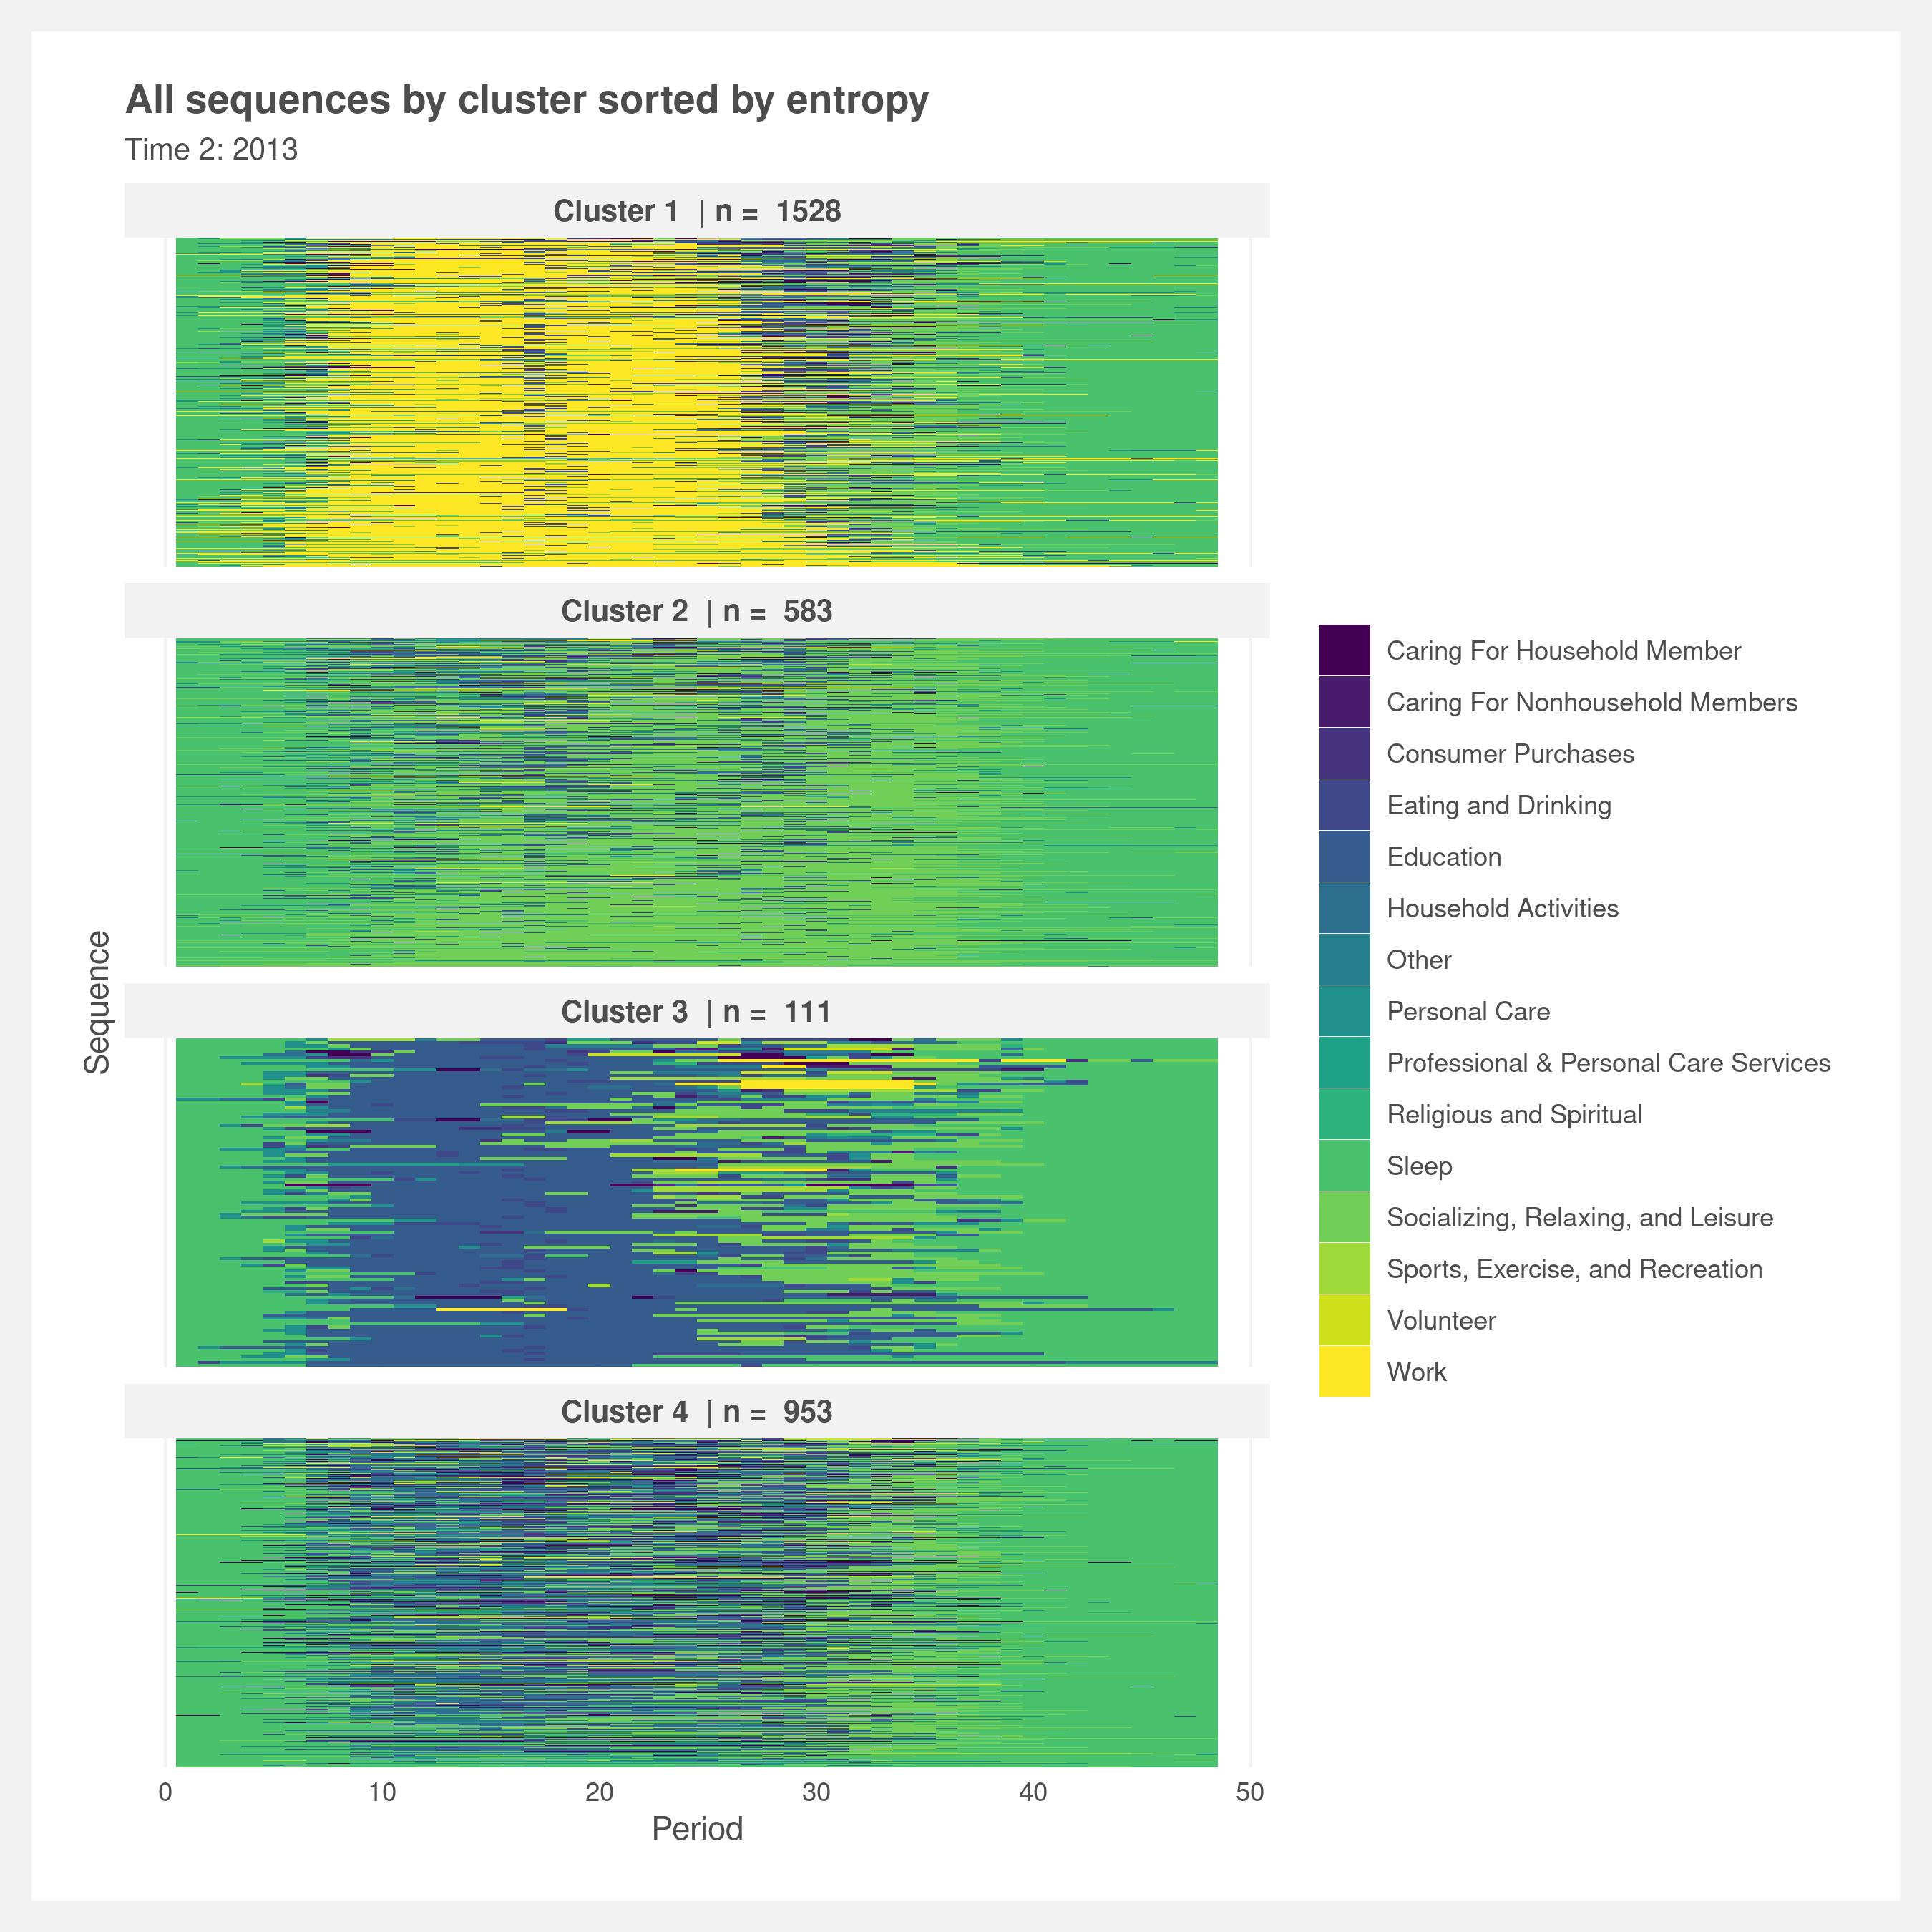 All sequences by cluster sorted by entropy
Time 2: 2013
Cluster 1 | n = 1528
Cluster 2 | n = 583
Cluster 3 | n = 111
Cluster 4 | n = 953
Sequence
0 10 20 30 40 50
Period
Caring For Household Member
Caring For Nonhousehold Members
Consumer Purchases
Eating and Drinking
Education
Household Activities
Other
Personal Care
Professional & Personal Care Services
Religious and Spiritual
Sleep
Socializing, Relaxing, and Leisure
Sports, Exercise, and Recreation
Volunteer
Work